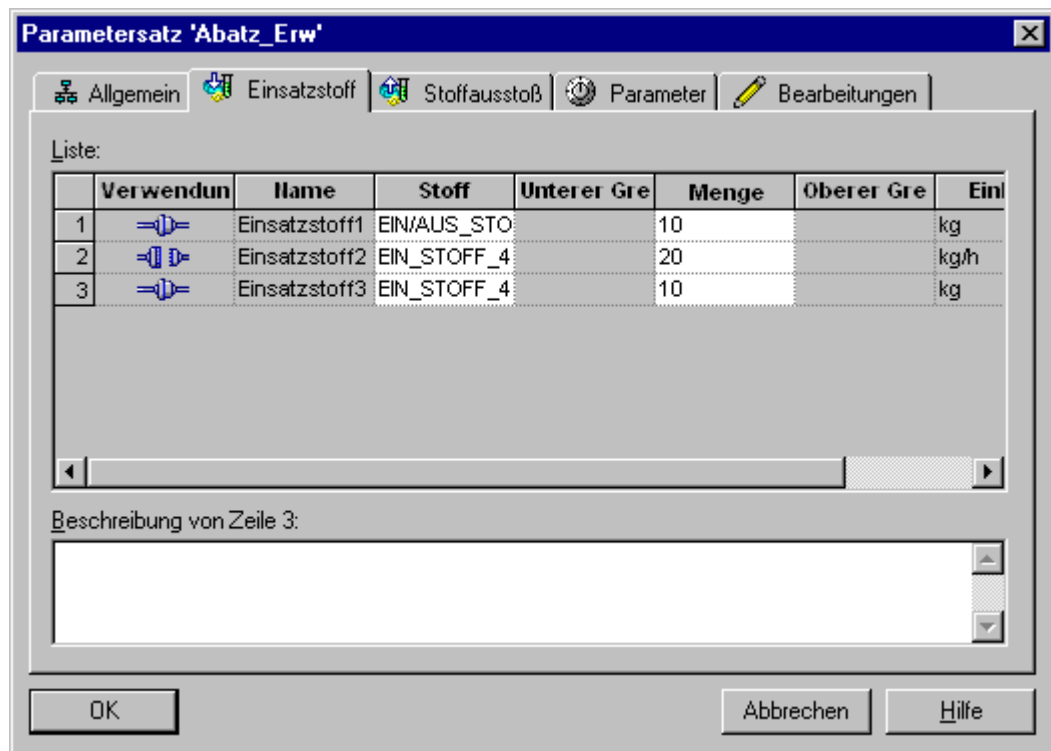 Parametersatz 'Abatz_Erw'
Allgemein Einsatzstoff Stoffausstoß Parameter Bearbeitungen
Liste:
Verwendun Name Stoff Unterer Gre Menge Oberer Gre Einl
1 Einsatzstoff1 EIN/AUS_STO 10 kg
2 Einsatzstoff2 EIN_STOFF_4 20 kg/h
3 Einsatzstoff3 EIN_STOFF_4 10 kg
Beschreibung von Zeile 3:
OK Abbrechen Hilfe